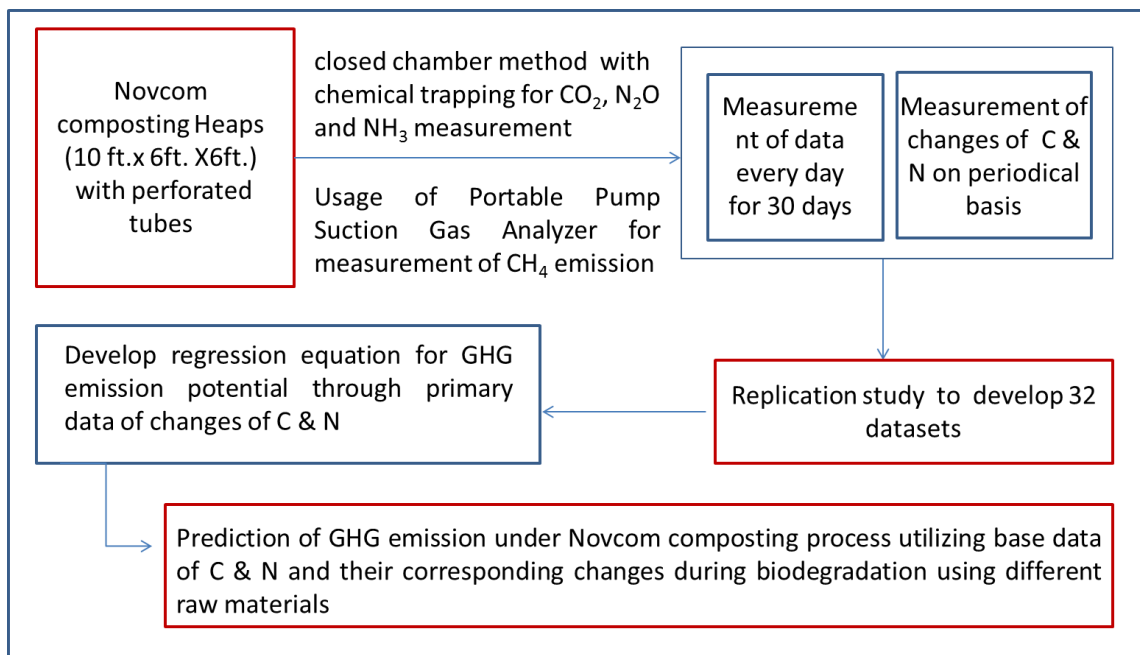 Novcom
composting Heaps
(10 ft.x 6ft. X6ft.)
with perforated
tubes
closed chamber method with
chemical trapping for CO₂, N₂O
and NH₃ measurement
Usage of Portable Pump
Suction Gas Analyzer for
measurement of CH₄ emission
Measureme
nt of data
every day
for 30 days
Measurement of
changes of C &
N on periodical
basis
Develop regression equation for GHG
emission potential through primary
data of changes of C & N
Replication study to develop 32
datasets
Prediction of GHG emission under Novcom composting process utilizing base data
of C & N and their corresponding changes during biodegradation using different
raw materials